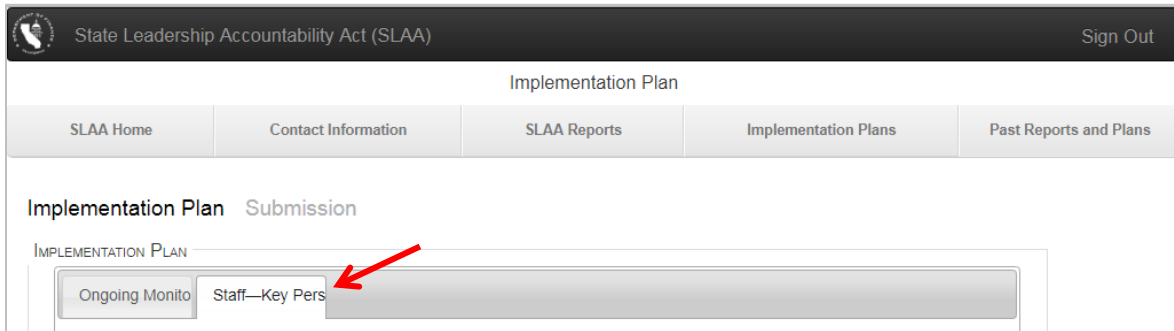 State Leadership Accountability Act (SLAA) Sign Out
Implementation Plan
SLAA Home Contact Information SLAA Reports Implementation Plans Past Reports and Plans
Implementation Plan Submission
IMPLEMENTATION PLAN
Ongoing Monito Staff—Key Pers